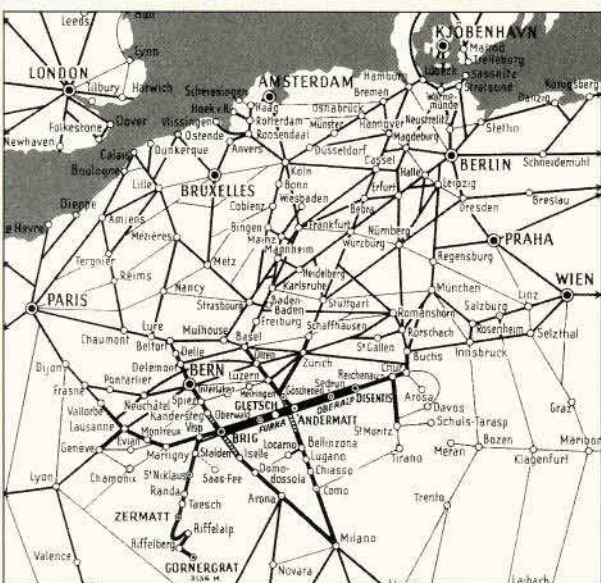 Leeds
Lynn
LONDON
Tilbury
Harwich
Folkestone
Dover
Newhaven
KJOBENHAVN
Malmö
Trelleborg
Sassnitz
Stralsund
Lübeck
Warne-
münde
Hamburg
Bremen
Danzig
Königsberg
AMSTERDAM
Scheveningen
Haag
Hoek v. H.
Rotterdam
Roosendaal
Vlissingen
Ostende
Anvers
Dunkerque
Calais
Boulogne
Osnabrück
Münster
Hannover
Neustrelitz
Magdeburg
Stettin
BERLIN
Schneidemühl
Düsseldorf
BRUXELLES
Lille
Köln
Bonn
Cassel
Halle
Leipzig
Erfurt
Dresden
Breslau
Wiesbaden
Coblenz
Bebra
Dieppe
Le Havre
Amiens
Mézières
Bingen
Mainz
Frankfurt
Mannheim
Würzburg
Nürnberg
PRAHA
Tergnier
Reims
Metz
Heidelberg
Karlsruhe
Regensburg
WIEN
PARIS
Nancy
Strasbourg
Baden-
Baden
Stuttgart
München
Salzburg
Linz
Freiburg
Romanshorn
Rosenheim
Selzthal
Chaumont
Lure
Belfort
Mulhouse
Basel
Schaffhausen
Rorschach
St Gallen
Innsbruck
Delle
Delémont
Olten
Zürich
Buchs
Dijon
BERN
Luzern
Reichenau
Chur
Frasne
Pontarlier
Interlaken
Meiringen
Göschenen
Sedrun
DISENTIS
Arosa
Graz
Vallorbe
Neuchâtel
Spiez
GLETSCH
OBERALP
Davos
Lausanne
Kandersteg
Oberwald
FURKA
ANDERMATT
Schuls-Tarasp
Visp
BRIG
St Moritz
Bozen
Maribor
Evian
Montreux
Bellinzona
Meran
Klagenfurt
Genève
Martigny
Stalden
Iselle
Locarno
Lugano
Tirano
Chamonix
St Niklaus
Saas-Fee
Domo-
dossola
Chiasso
Lyon
Randa
Como
Taesch
Arona
Trento
ZERMATT
Riffelalp
Riffelberg
Milano
Valence
GORNERGRAT
3136 M.
Novara
Laibach